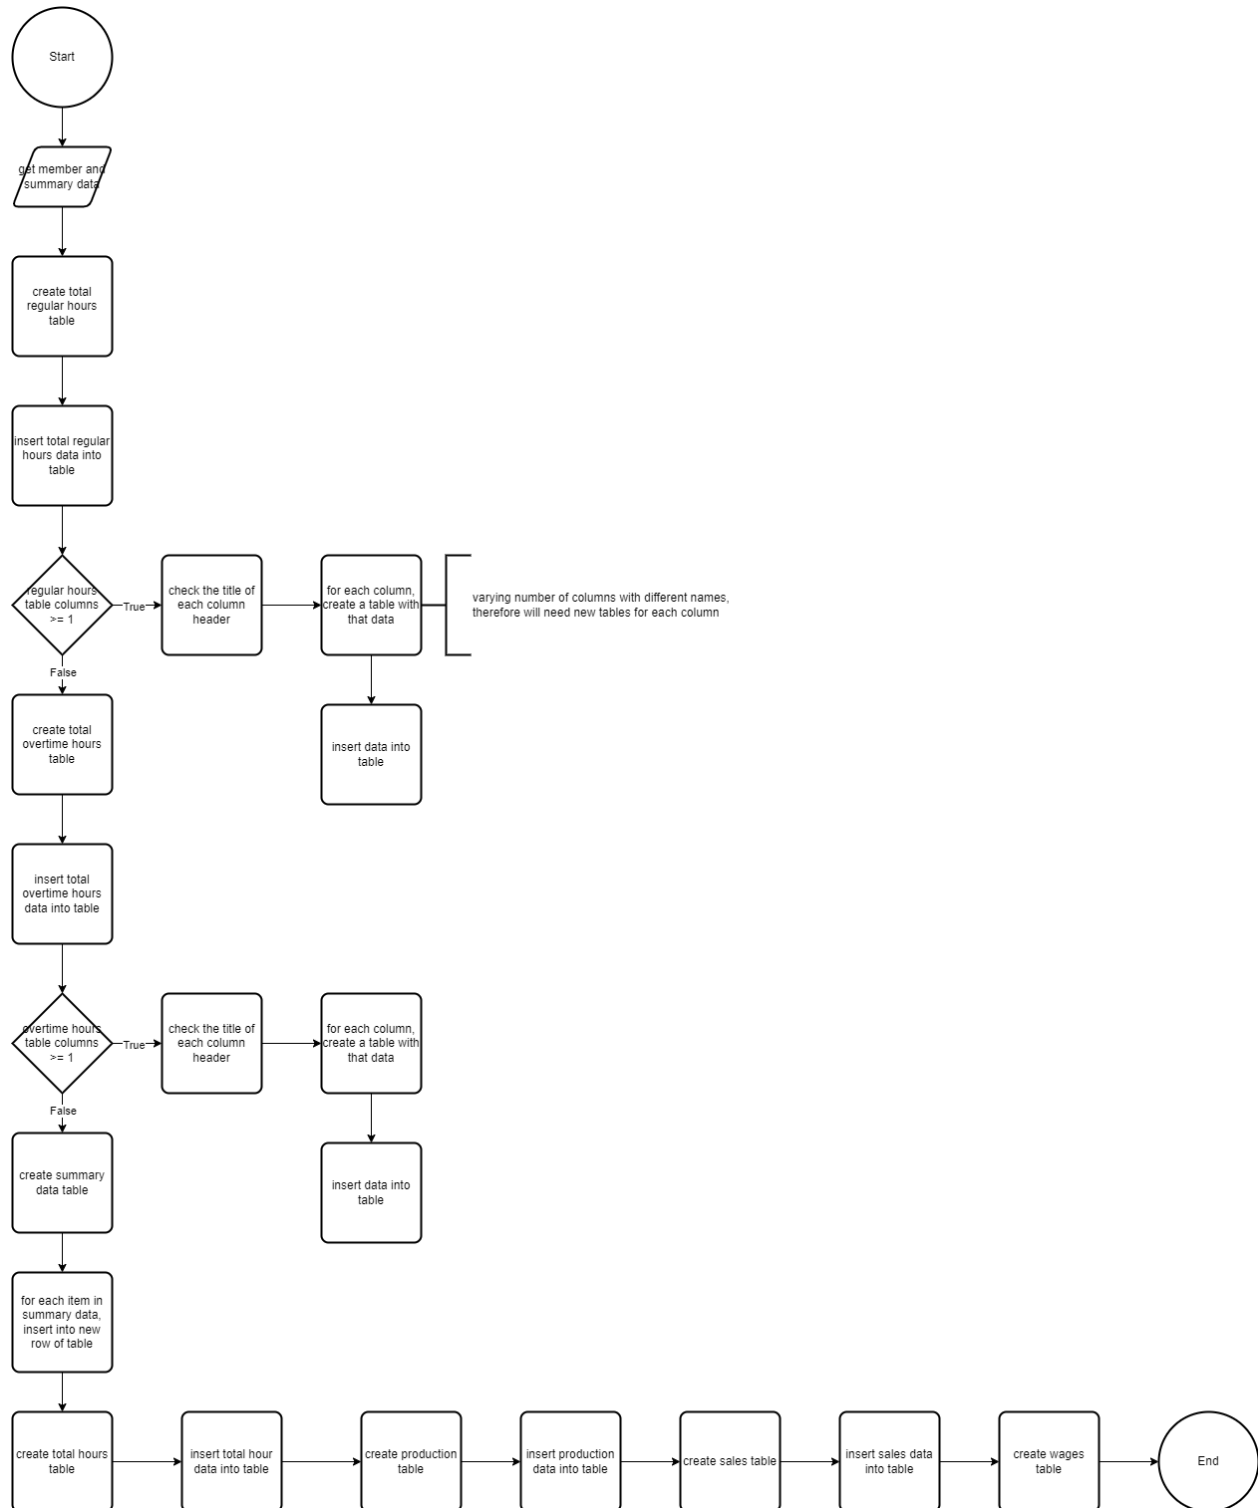 Start
get member and
summary data
create total
regular hours
table
insert total regular
hours data into
table
regular hours
table columns
>= 1
True
check the title of
each column
header
for each column,
create a table with
that data
varying number of columns with different names,
therefore will need new tables for each column
False
insert data into
table
create total
overtime hours
table
insert total
overtime hours
data into table
overtime hours
table columns
>= 1
True
check the title of
each column
header
for each column,
create a table with
that data
False
insert data into
table
create summary
data table
for each item in
summary data,
insert into new
row of table
create total hours
table
insert total hour
data into table
create production
table
insert production
data into table
create sales table
insert sales data
into table
create wages
table
End